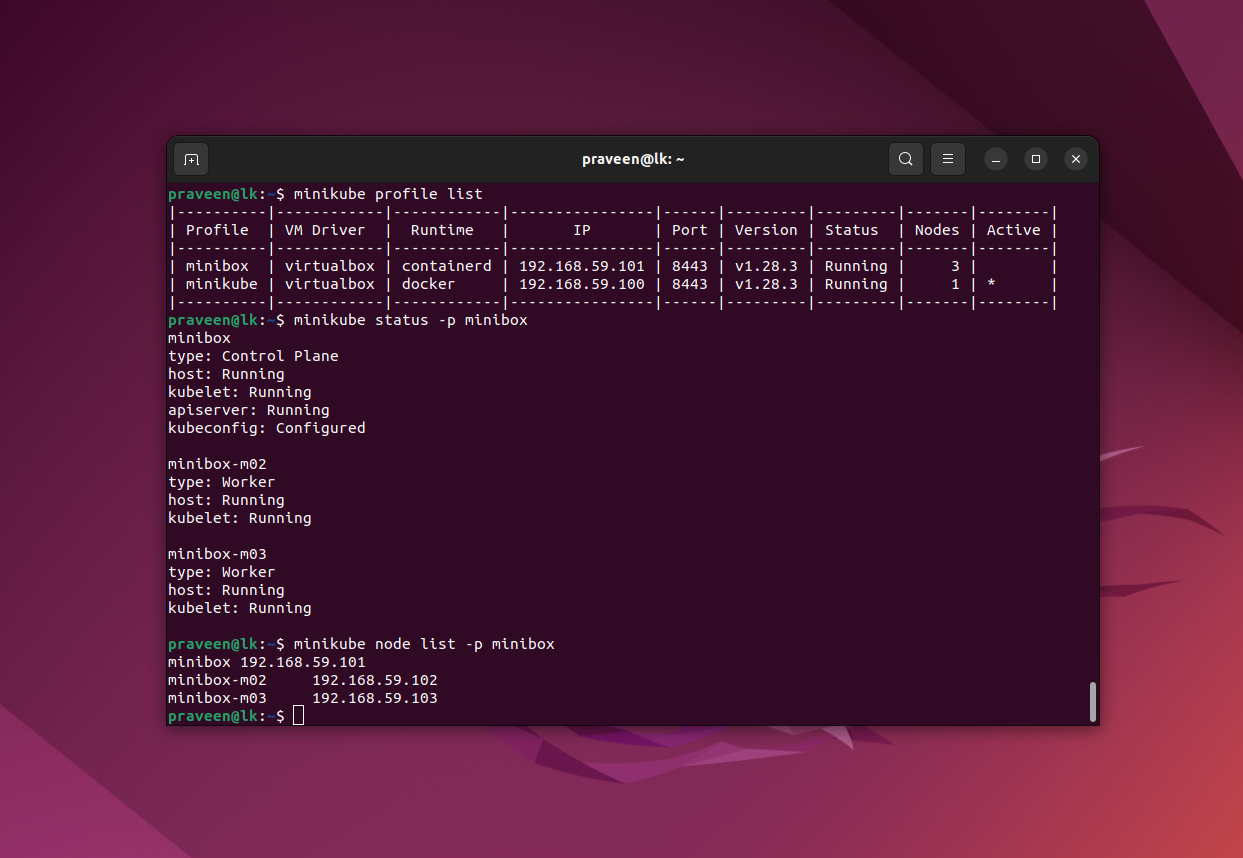 praveen@lk: ~
praveen@lk:~$ minikube profile list
|----------|------------|------------|----------------|------|---------|---------|-------|--------|
| Profile  | VM Driver  |  Runtime   |       IP       | Port | Version | Status  | Nodes | Active |
|----------|------------|------------|----------------|------|---------|---------|-------|--------|
| minibox  | virtualbox | containerd | 192.168.59.101 | 8443 | v1.28.3 | Running |     3 |        |
| minikube | virtualbox | docker     | 192.168.59.100 | 8443 | v1.28.3 | Running |     1 | *      |
|----------|------------|------------|----------------|------|---------|---------|-------|--------|
praveen@lk:~$ minikube status -p minibox
minibox
type: Control Plane
host: Running
kubelet: Running
apiserver: Running
kubeconfig: Configured

minibox-m02
type: Worker
host: Running
kubelet: Running

minibox-m03
type: Worker
host: Running
kubelet: Running

praveen@lk:~$ minikube node list -p minibox
minibox 192.168.59.101
minibox-m02     192.168.59.102
minibox-m03     192.168.59.103
praveen@lk:~$